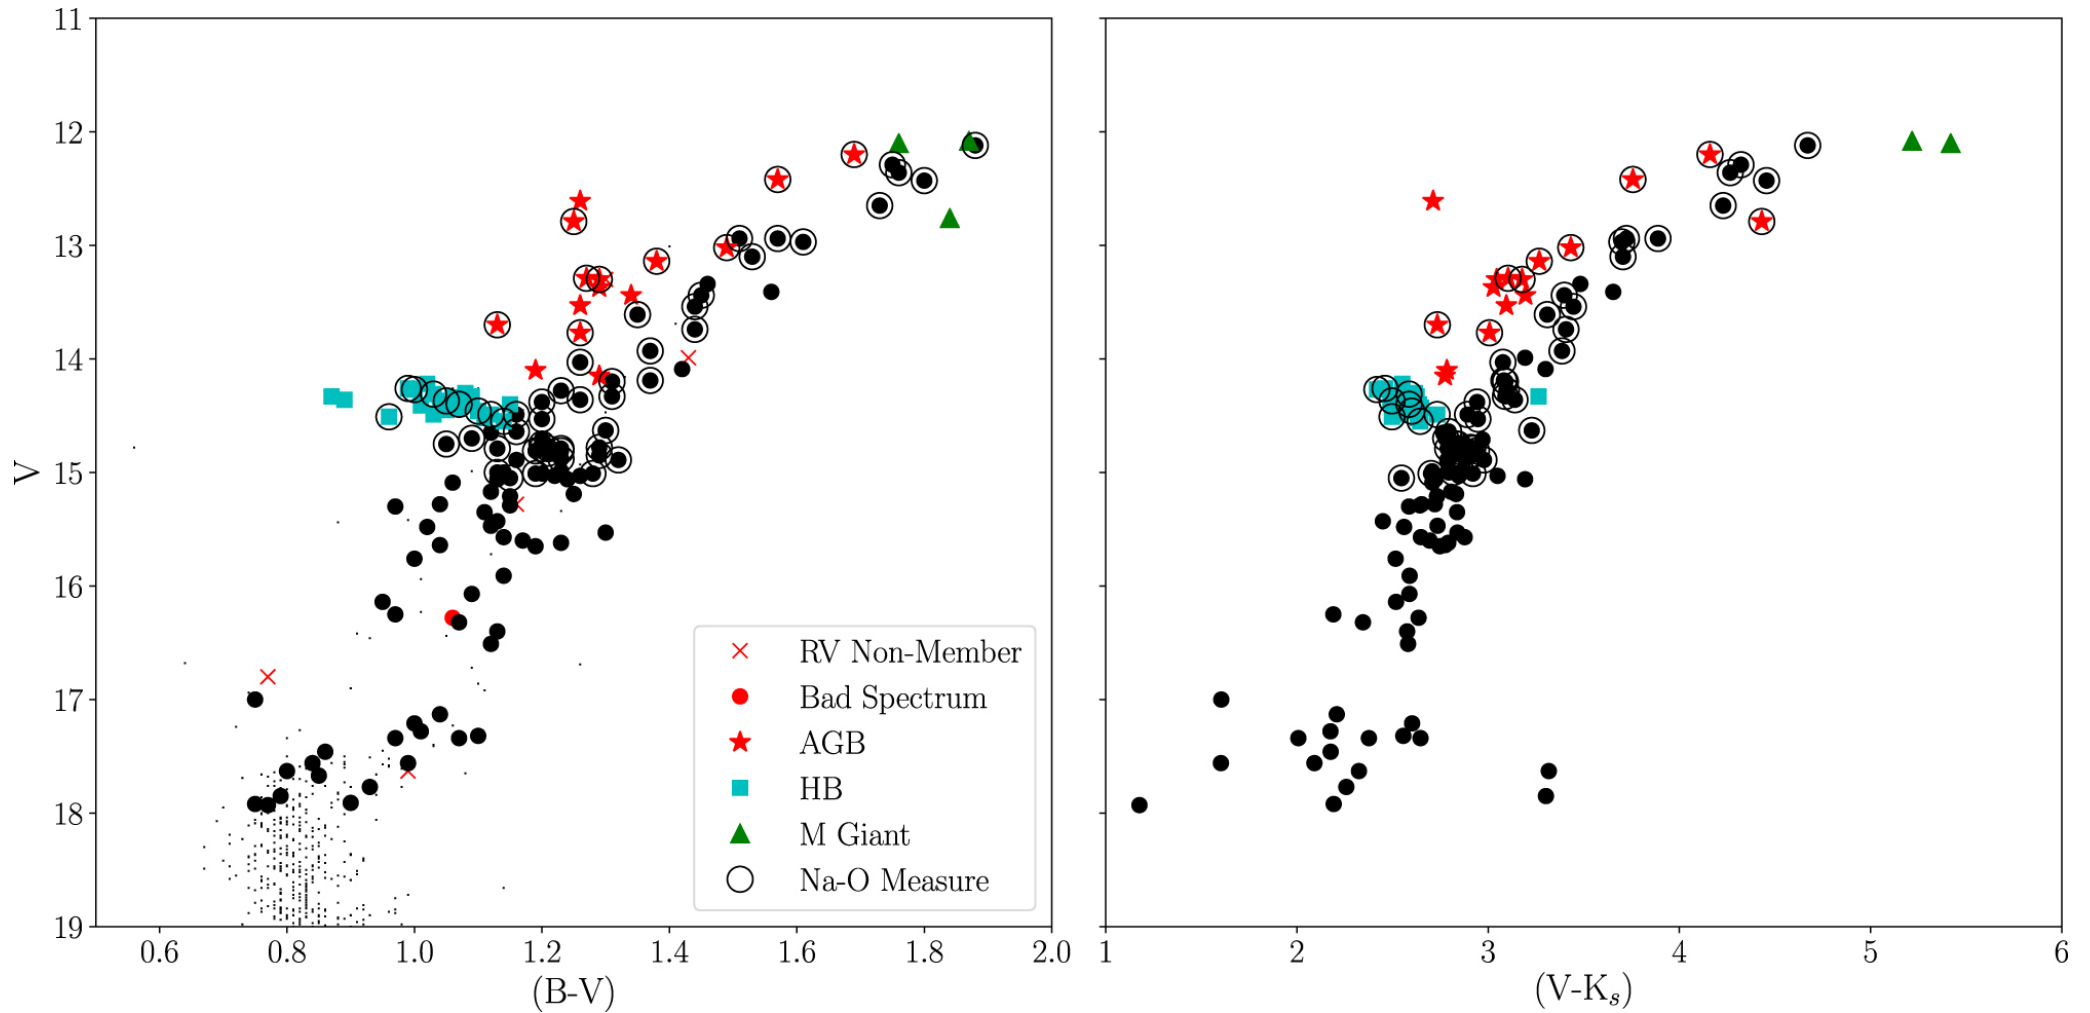 11
12
13
14
15
16
17
18
19
V
0.6 0.8 1.0 1.2 1.4 1.6 1.8 2.0
(B-V)
RV Non-Member
Bad Spectrum
AGB
HB
M Giant
Na-O Measure
1 2 3 4 5 6
(V-Kₛ)